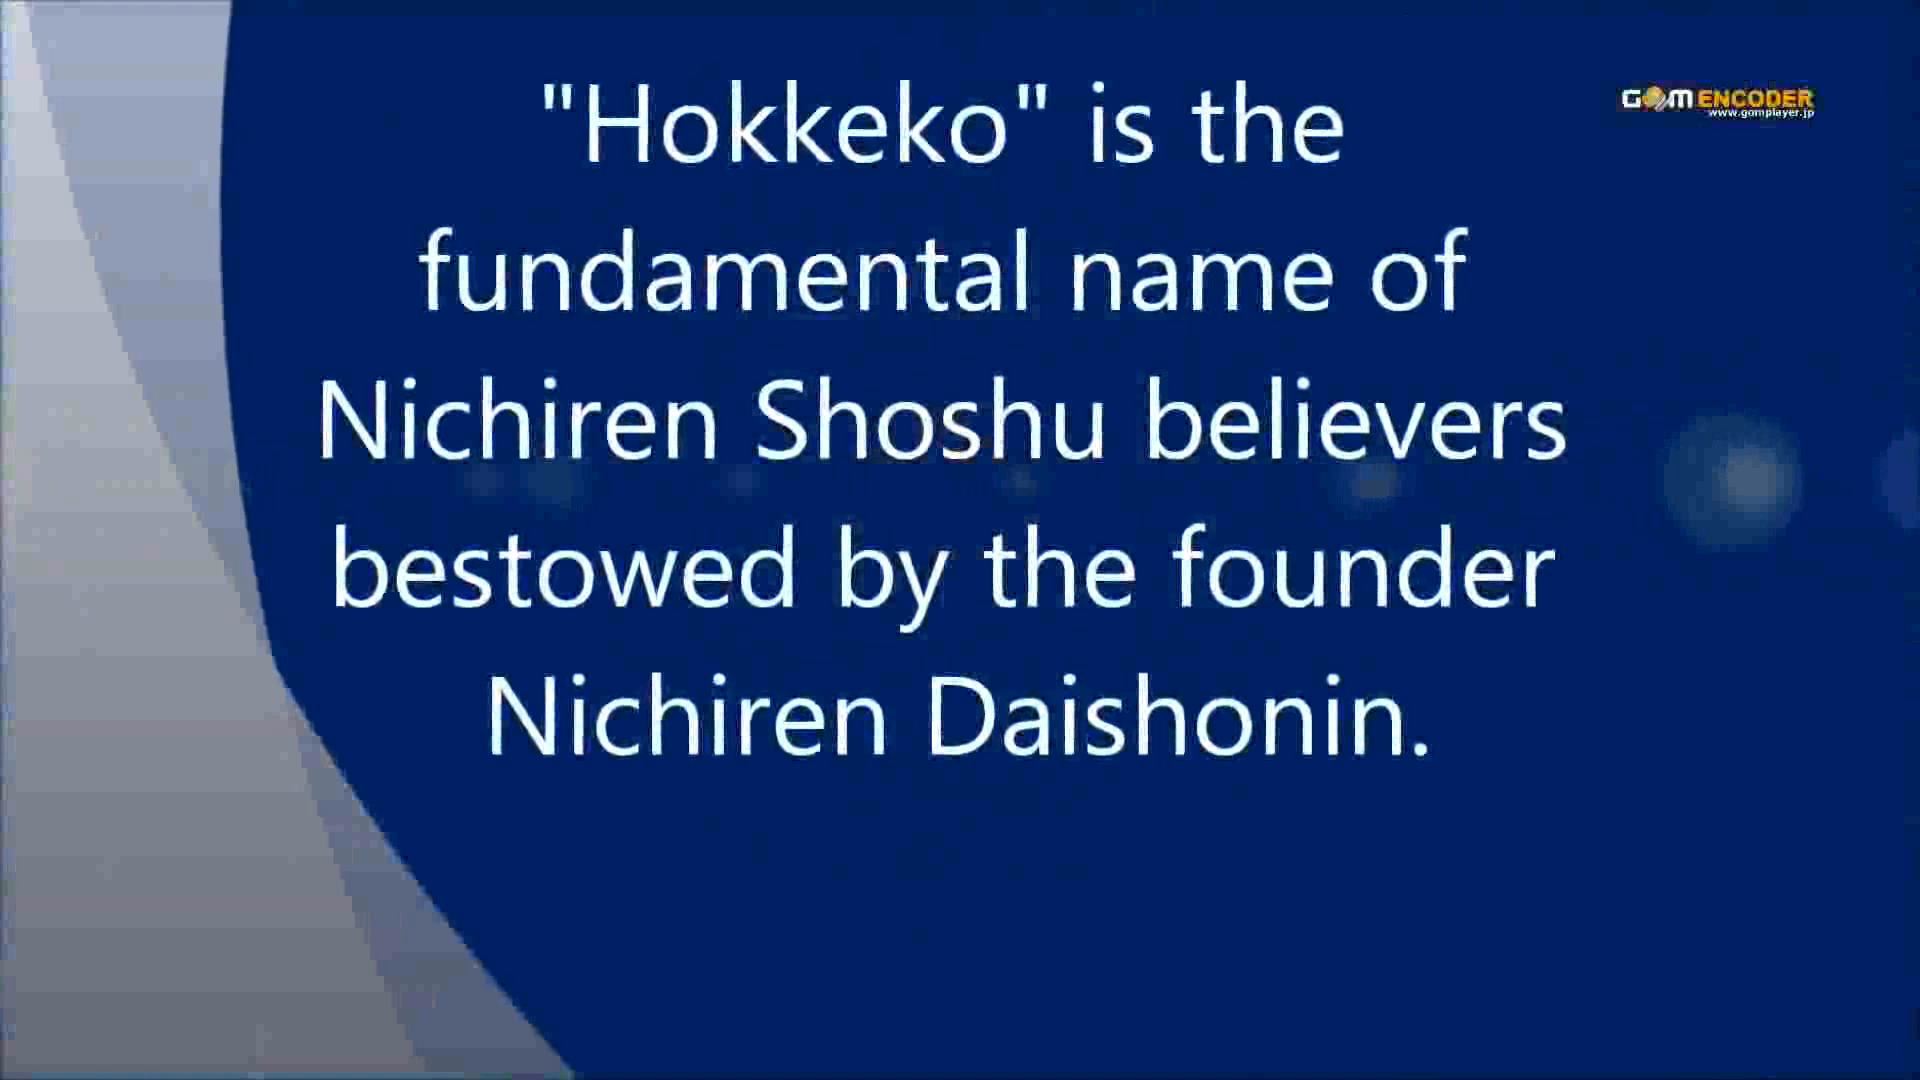 "Hokkeko" is the
fundamental name of
Nichiren Shoshu believers
bestowed by the founder
Nichiren Daishonin.
GOM ENCODER
www.gomplayer.jp